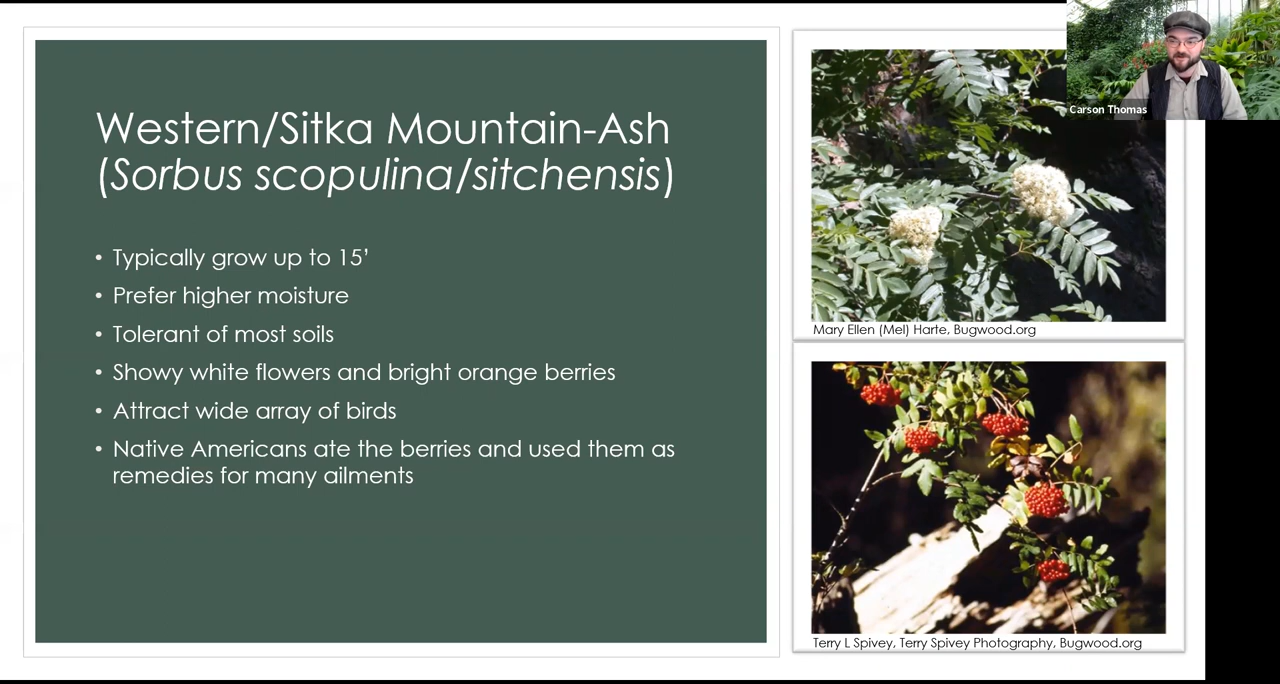 Western/Sitka Mountain-Ash
(Sorbus scopulina/sitchensis)
• Typically grow up to 15’
• Prefer higher moisture
• Tolerant of most soils
• Showy white flowers and bright orange berries
• Attract wide array of birds
• Native Americans ate the berries and used them as
remedies for many ailments
Carson Thomas
Mary Ellen (Mel) Harte, Bugwood.org
Terry L Spivey, Terry Spivey Photography, Bugwood.org